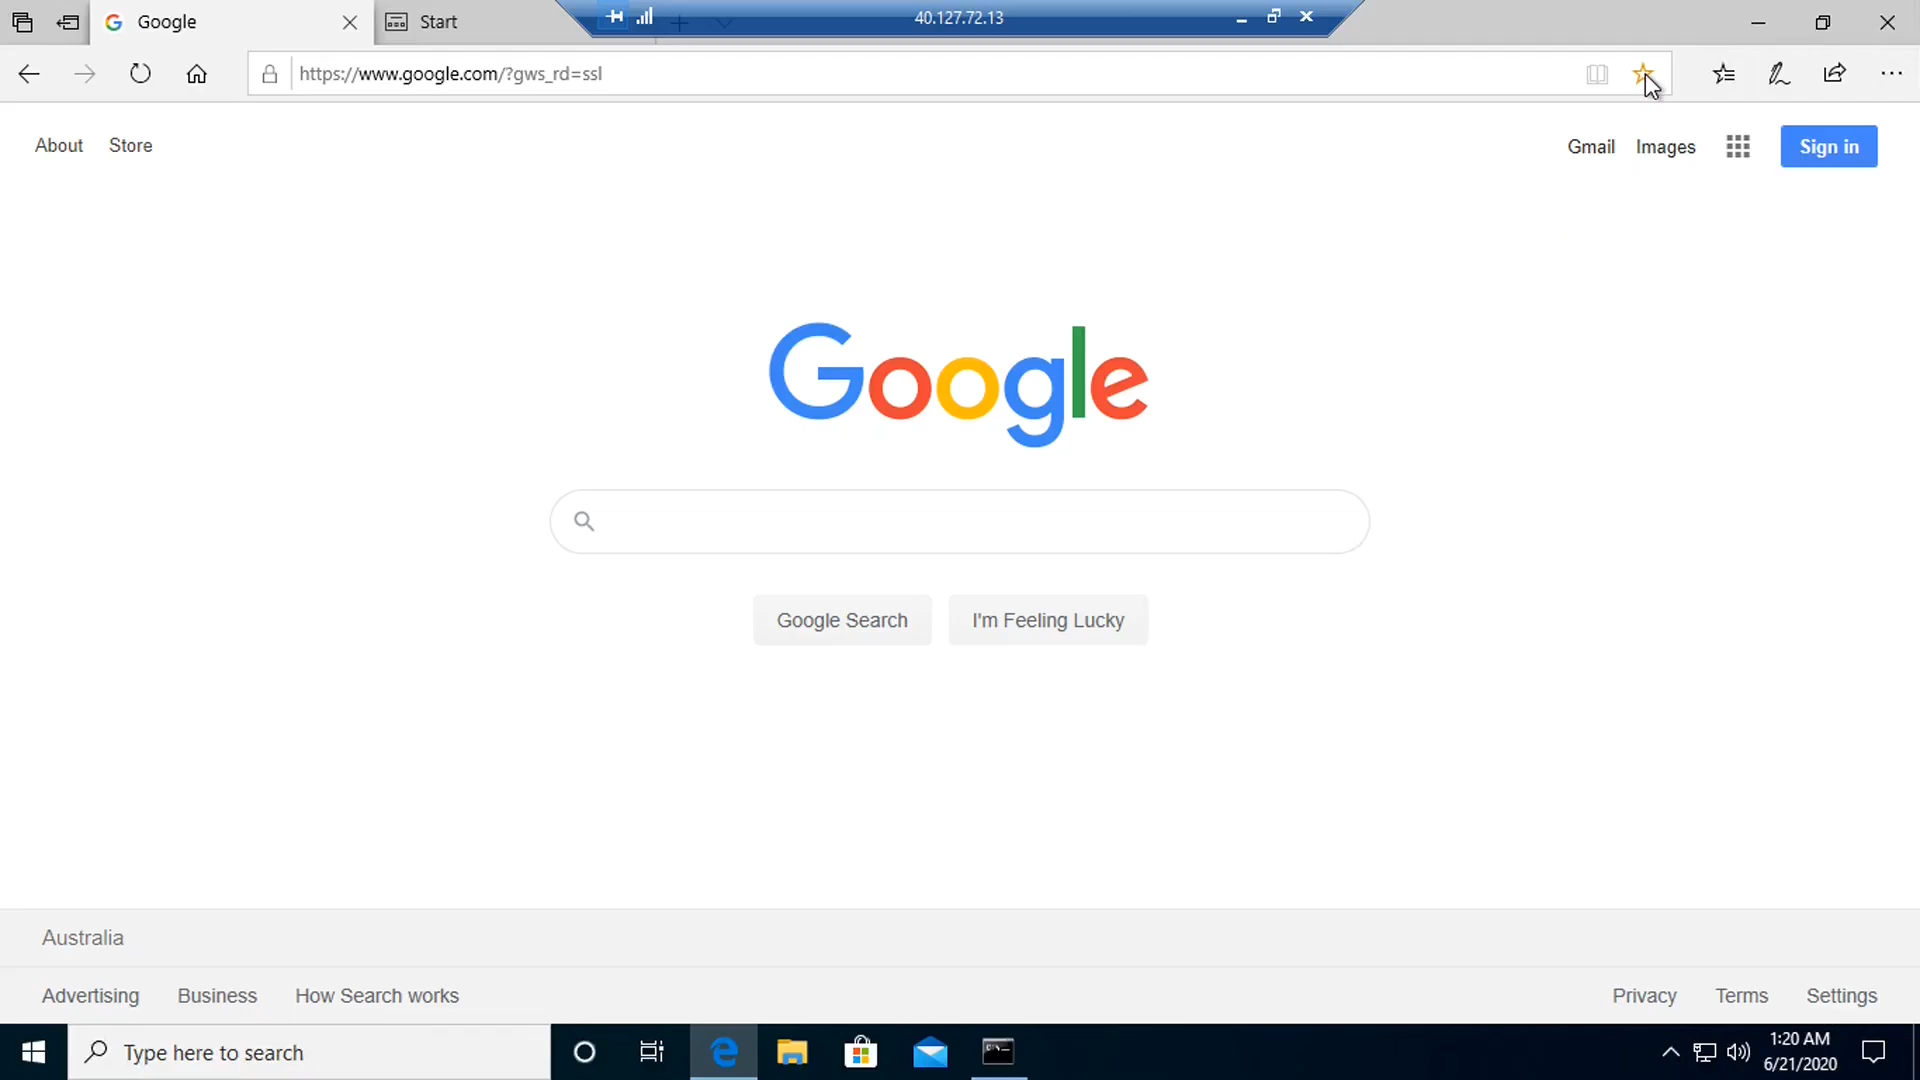 Google
Start
40.127.72.13
https://www.google.com/?gws_rd=ssl
About
Store
Gmail
Images
Sign in
Google
Google Search
I'm Feeling Lucky
Australia
Advertising
Business
How Search works
Privacy
Terms
Settings
Type here to search
1:20 AM
6/21/2020